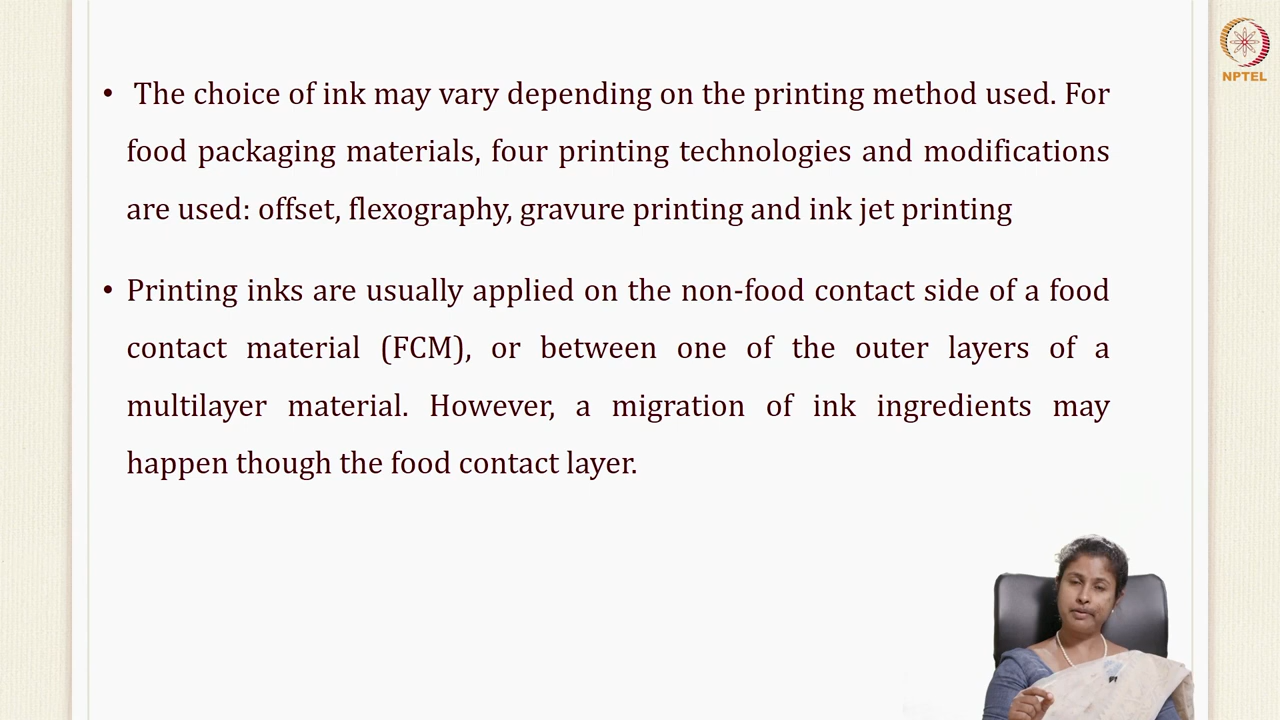 • The choice of ink may vary depending on the printing method used. For
food packaging materials, four printing technologies and modifications
are used: offset, flexography, gravure printing and ink jet printing
• Printing inks are usually applied on the non-food contact side of a food
contact material (FCM), or between one of the outer layers of a
multilayer material. However, a migration of ink ingredients may
happen though the food contact layer.
NPTEL